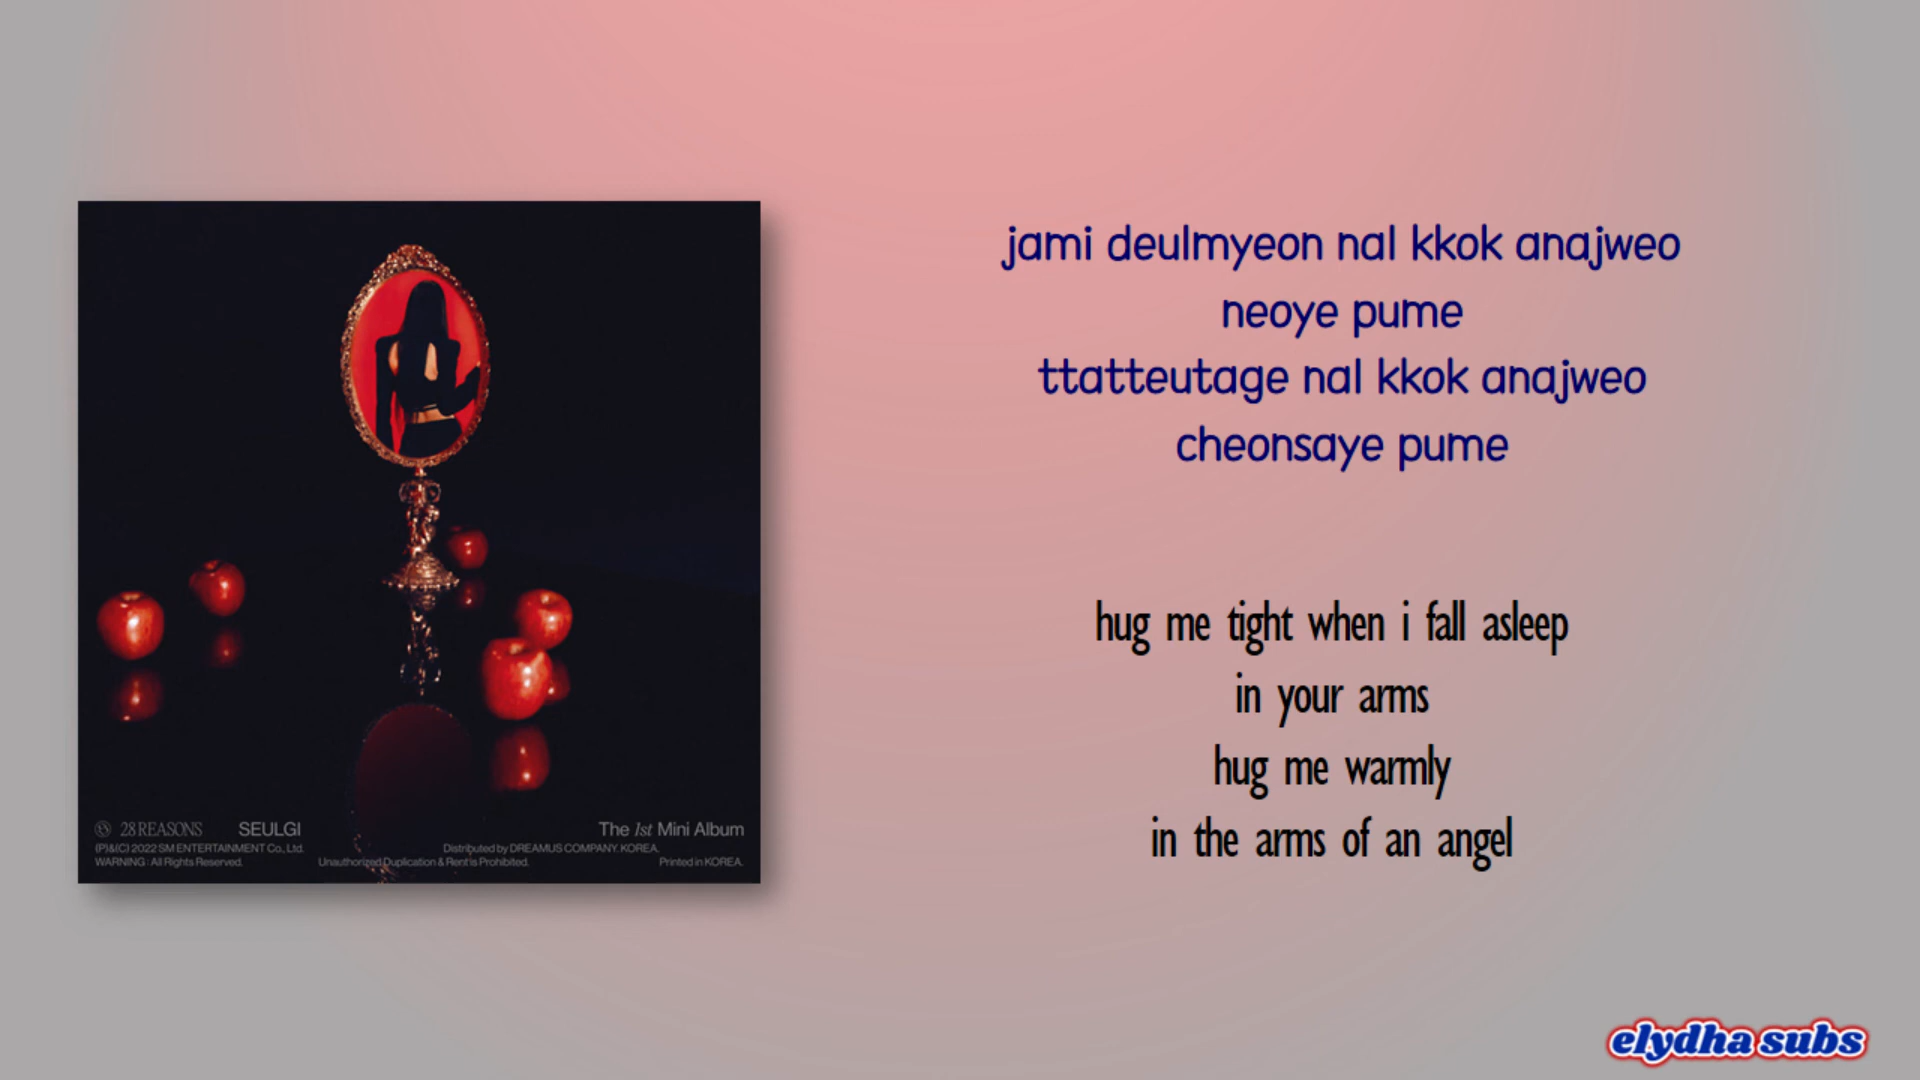 jami deulmyeon nal kkok anajweo
neoye pume
ttatteutage nal kkok anajweo
cheonsaye pume
hug me tight when i fall asleep
in your arms
hug me warmly
in the arms of an angel
28 REASONS SEULGI The 1st Mini Album
(P)&(C) 2022 SM ENTERTAINMENT Co., Ltd. Distributed by DREAMUS COMPANY. KOREA.
WARNING : All Rights Reserved. Unauthorized Duplication & Rent is Prohibited. Printed in KOREA.
elydha subs